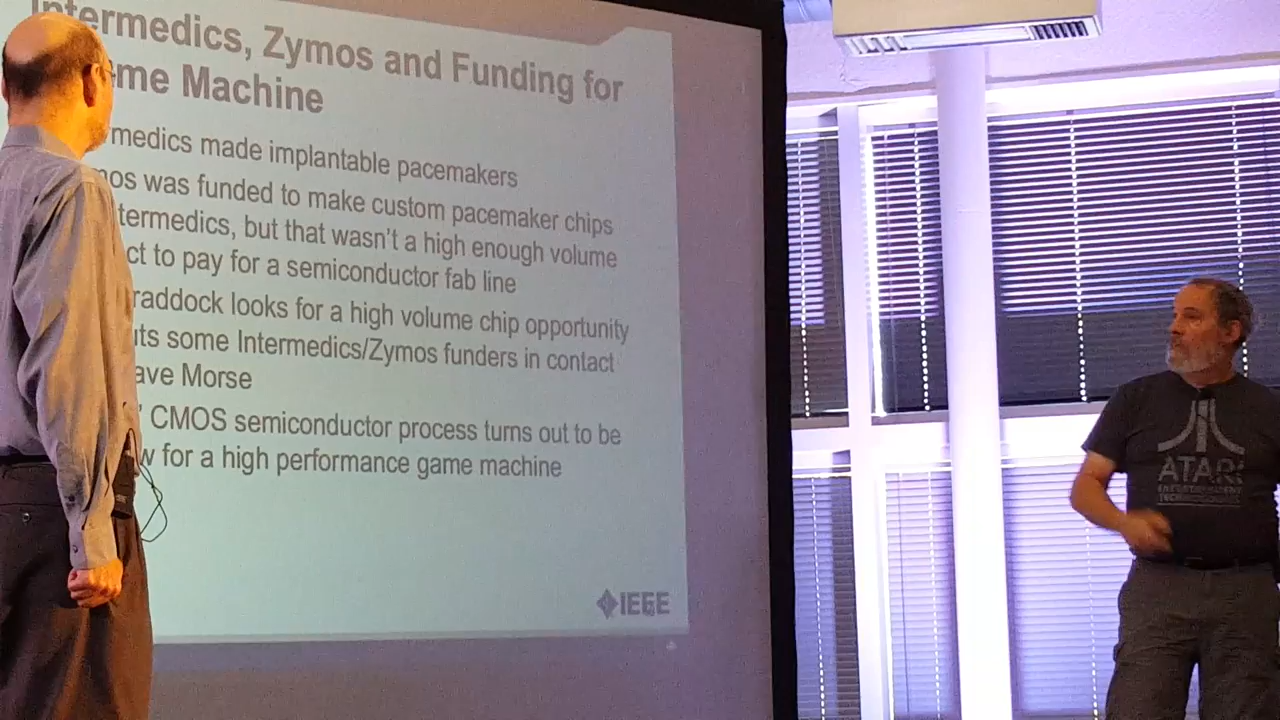 Intermedics, Zymos and Funding for
me Machine
medics made implantable pacemakers
os was funded to make custom pacemaker chips
termedics, but that wasn't a high enough volume
ct to pay for a semiconductor fab line
raddock looks for a high volume chip opportunity
ts some Intermedics/Zymos funders in contact
ave Morse
' CMOS semiconductor process turns out to be
w for a high performance game machine
IEEE
ATARI